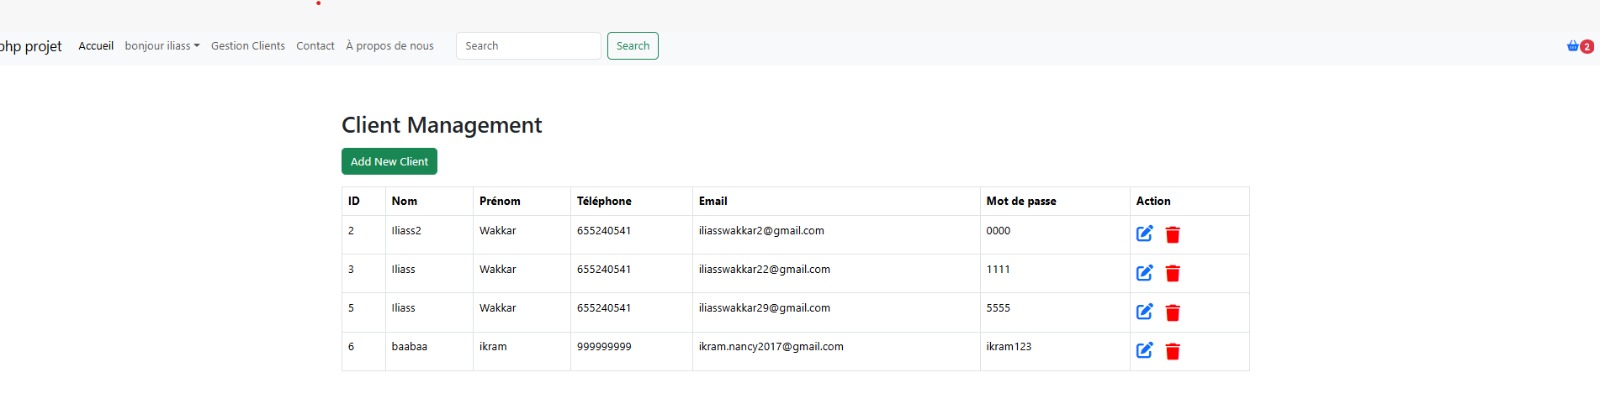 php projet Accueil bonjour iliass Gestion Clients Contact À propos de nous Search Search 2
Client Management
Add New Client
ID Nom Prénom Téléphone Email Mot de passe Action
2 Iliass2 Wakkar 655240541 iliasswakkar2@gmail.com 0000
3 Iliass Wakkar 655240541 iliasswakkar22@gmail.com 1111
5 Iliass Wakkar 655240541 iliasswakkar29@gmail.com 5555
6 baabaa ikram 999999999 ikram.nancy2017@gmail.com ikram123